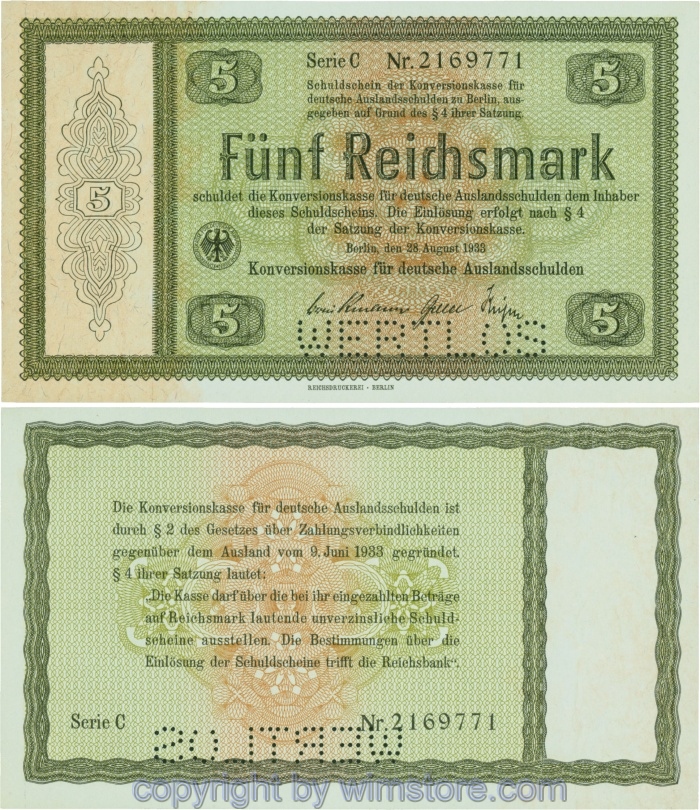 5 Serie C Nr. 2169771 5
Schuldschein der Konversionskasse für
deutsche Auslandsschulden zu Berlin, aus-
gegeben auf Grund des § 4 ihrer Satzung.
Fünf Reichsmark
schuldet die Konversionskasse für deutsche Auslandsschulden dem Inhaber
dieses Schuldscheins. Die Einlösung erfolgt nach § 4
der Satzung der Konversionskasse.
Berlin, den 28. August 1933
Konversionskasse für deutsche Auslandsschulden
5
5 5
WERTLOS
REICHSDRUCKEREI - BERLIN
Die Konversionskasse für deutsche Auslandsschulden ist
durch § 2 des Gesetzes über Zahlungsverbindlichkeiten
gegenüber dem Ausland vom 9. Juni 1933 gegründet.
§ 4 ihrer Satzung lautet:
„Die Kasse darf über die bei ihr eingezahlten Beträge
auf Reichsmark lautende unverzinsliche Schuld-
scheine ausstellen. Die Bestimmungen über die
Einlösung der Schuldscheine trifft die Reichsbank“.
Serie C Nr. 2169771
WERTLOS
copyright by wimstore.com